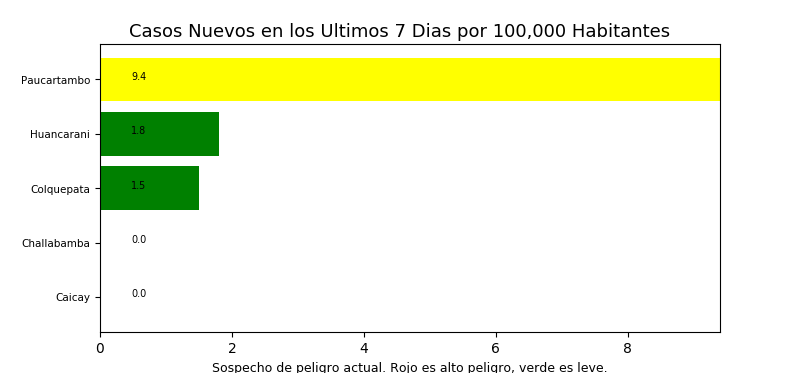 Casos Nuevos en los Ultimos 7 Dias por 100,000 Habitantes
Paucartambo 9.4
Huancarani 1.8
Colquepata 1.5
Challabamba 0.0
Caicay 0.0
0 2 4 6 8
Sospecho de peligro actual. Rojo es alto peligro, verde es leve.